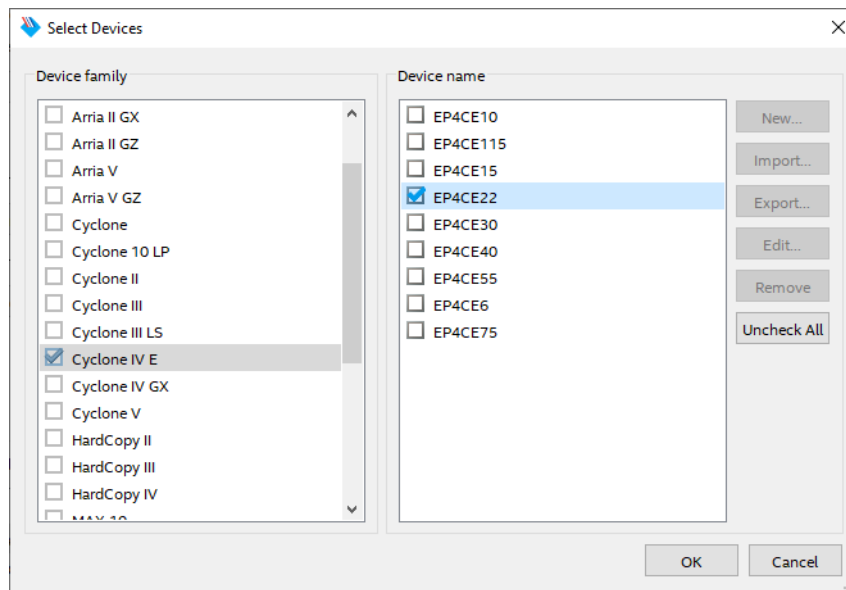 Select Devices
Device family
Arria II GX
Arria II GZ
Arria V
Arria V GZ
Cyclone
Cyclone 10 LP
Cyclone II
Cyclone III
Cyclone III LS
Cyclone IV E
Cyclone IV GX
Cyclone V
HardCopy II
HardCopy III
HardCopy IV
MAX 10
Device name
EP4CE10
EP4CE115
EP4CE15
EP4CE22
EP4CE30
EP4CE40
EP4CE55
EP4CE6
EP4CE75
New...
Import...
Export...
Edit...
Remove
Uncheck All
OK
Cancel